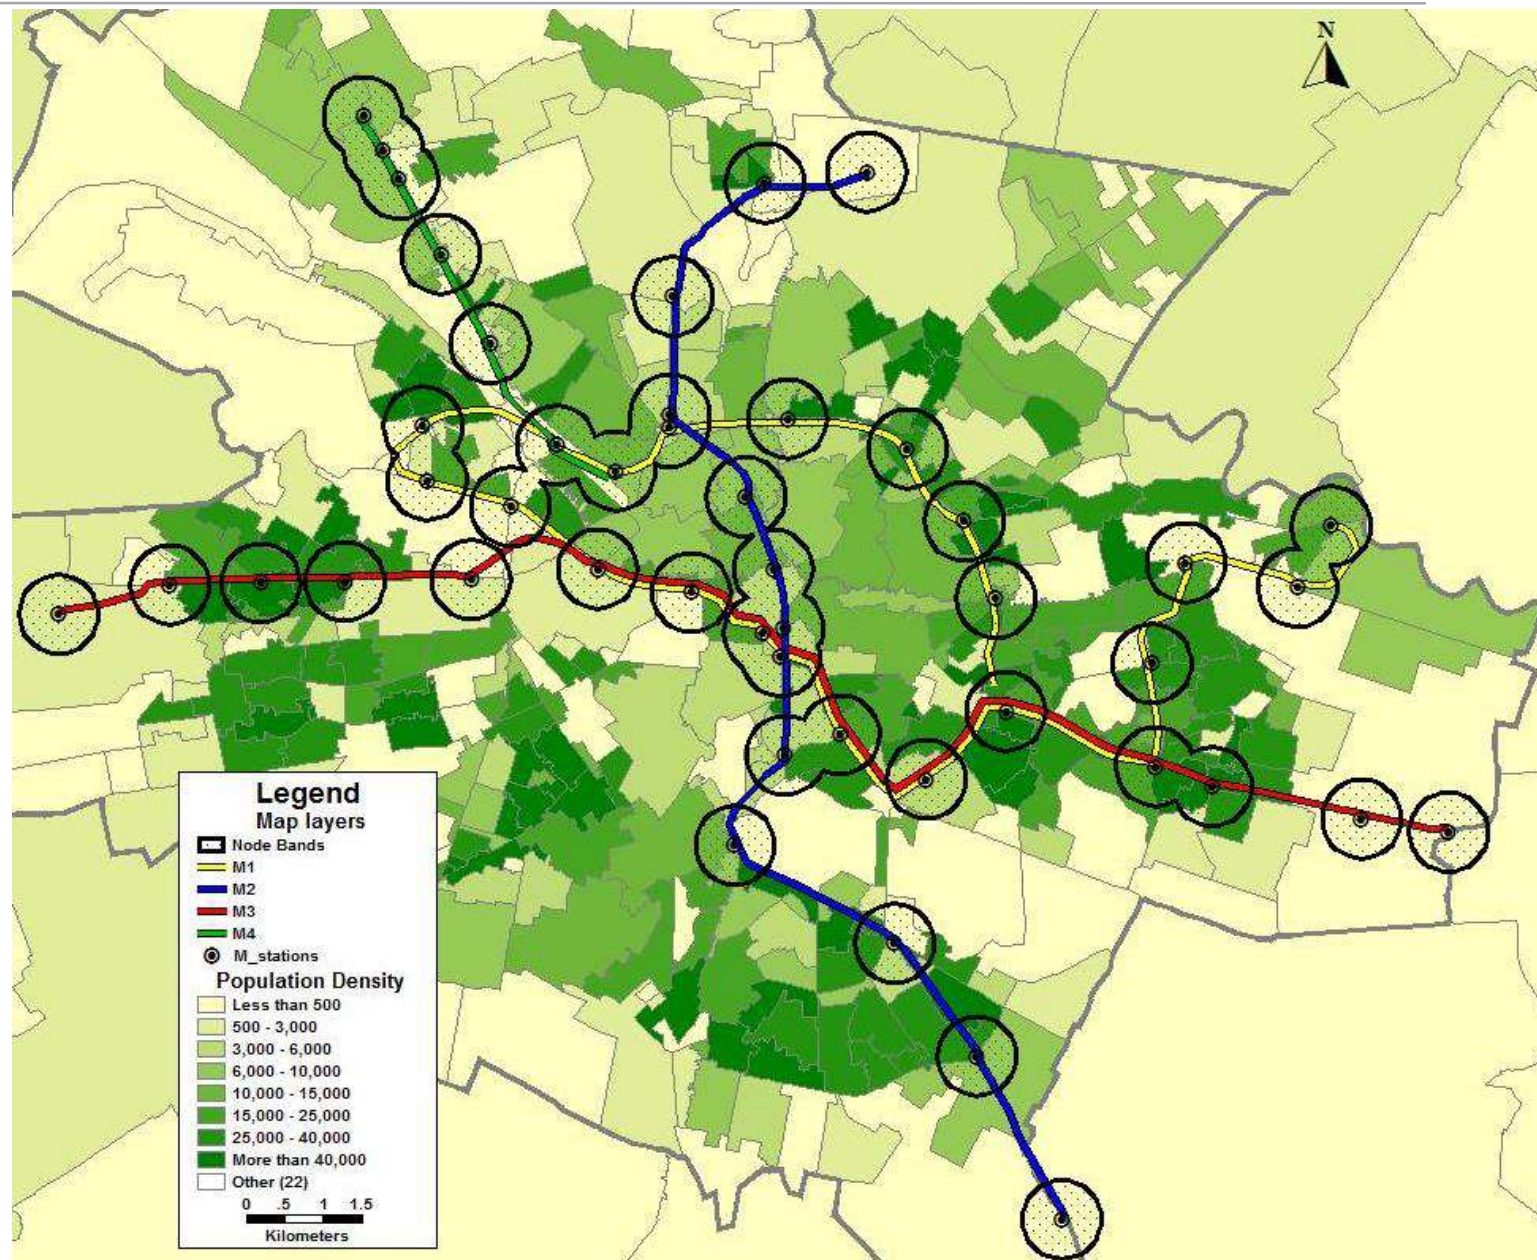 N
Legend
Map layers
Node Bands
M1
M2
M3
M4
M_stations
Population Density
Less than 500
500 - 3,000
3,000 - 6,000
6,000 - 10,000
10,000 - 15,000
15,000 - 25,000
25,000 - 40,000
More than 40,000
Other (22)
0 .5 1 1.5
Kilometers